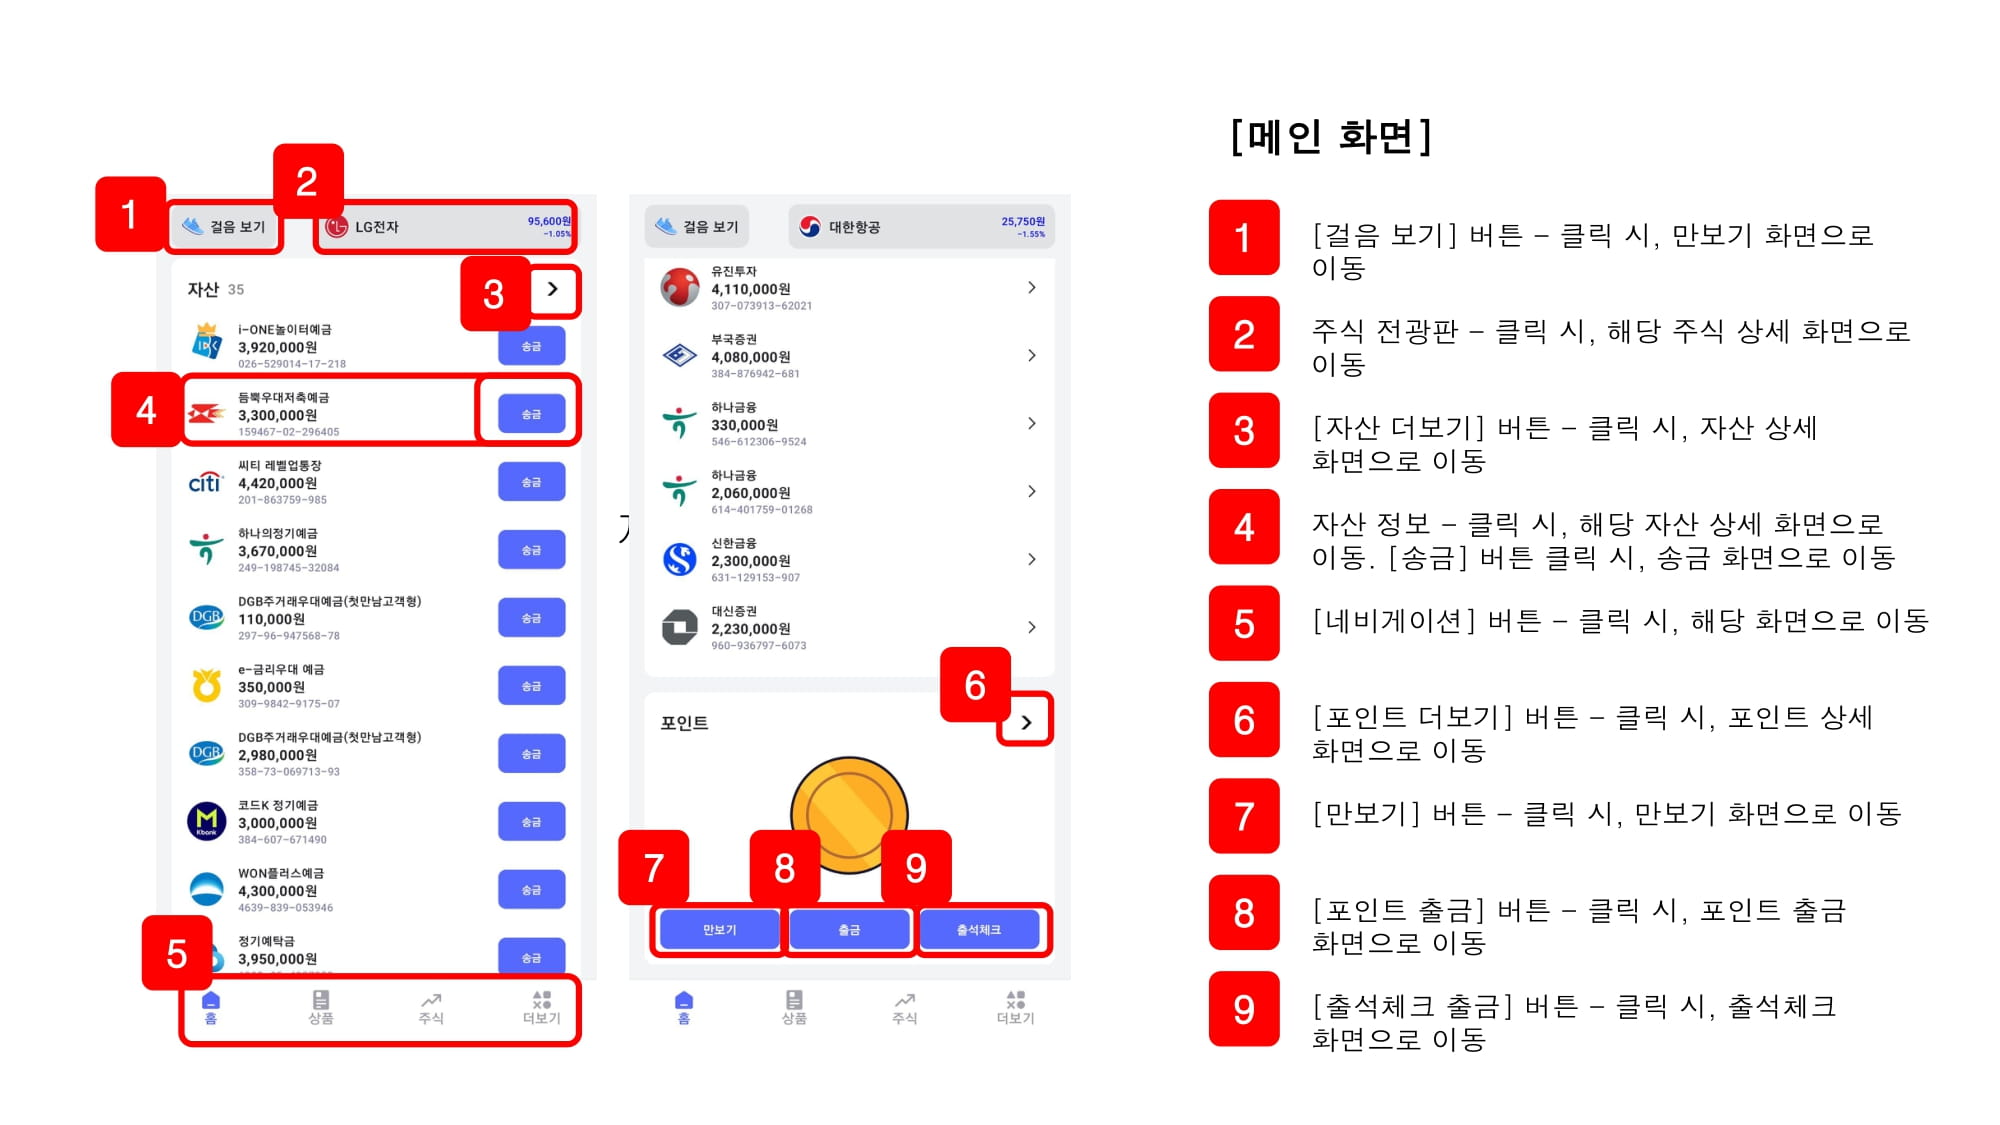 1
2
걸음 보기
LG전자
95,600원
-1.05%
자산 35
3
i-ONE놀이터예금
3,920,000원
026-529014-17-218
송금
4
듬뿍우대저축예금
3,300,000원
159467-02-296405
송금
citi
씨티 레벨업통장
4,420,000원
201-863759-985
송금
하나의정기예금
3,670,000원
249-198745-32084
송금
DGB
DGB주거래우대예금(첫만남고객형)
110,000원
297-96-947568-78
송금
e-금리우대 예금
350,000원
309-9842-9175-07
송금
DGB
DGB주거래우대예금(첫만남고객형)
2,980,000원
358-73-069713-93
송금
M
Kbank
코드K 정기예금
3,000,000원
384-607-671490
송금
WON플러스예금
4,300,000원
4639-839-053946
송금
5
정기예탁금
3,950,000원
송금
홈
상품
주식
더보기
걸음 보기
대한항공
25,750원
-1.55%
유진투자
4,110,000원
307-073913-62021
부국증권
4,080,000원
384-876942-681
하나금융
330,000원
546-612306-9524
하나금융
2,060,000원
614-401759-01268
신한금융
2,300,000원
631-129153-907
대신증권
2,230,000원
960-936797-6073
6
포인트
7
8
9
만보기
출금
출석체크
홈
상품
주식
더보기
[메인 화면]
1
[걸음 보기] 버튼 – 클릭 시, 만보기 화면으로
이동
2
주식 전광판 – 클릭 시, 해당 주식 상세 화면으로
이동
3
[자산 더보기] 버튼 – 클릭 시, 자산 상세
화면으로 이동
4
자산 정보 – 클릭 시, 해당 자산 상세 화면으로
이동. [송금] 버튼 클릭 시, 송금 화면으로 이동
5
[네비게이션] 버튼 – 클릭 시, 해당 화면으로 이동
6
[포인트 더보기] 버튼 – 클릭 시, 포인트 상세
화면으로 이동
7
[만보기] 버튼 – 클릭 시, 만보기 화면으로 이동
8
[포인트 출금] 버튼 – 클릭 시, 포인트 출금
화면으로 이동
9
[출석체크 출금] 버튼 – 클릭 시, 출석체크
화면으로 이동